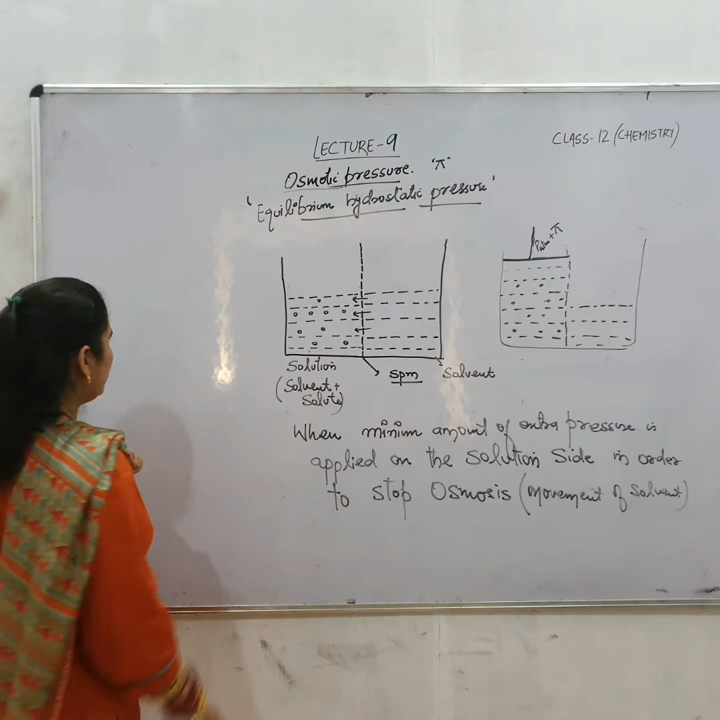 LECTURE-9
CLASS-12 (CHEMISTRY)
Osmotic pressure. "π"
'Equilibrium hydrostatic pressure'
Patm + π
Solution
(Solvent +
Solute)
spm
Solvent
When minim amount of extra pressure is
applied on the solution side in order
to stop Osmosis (Movement of solvent)